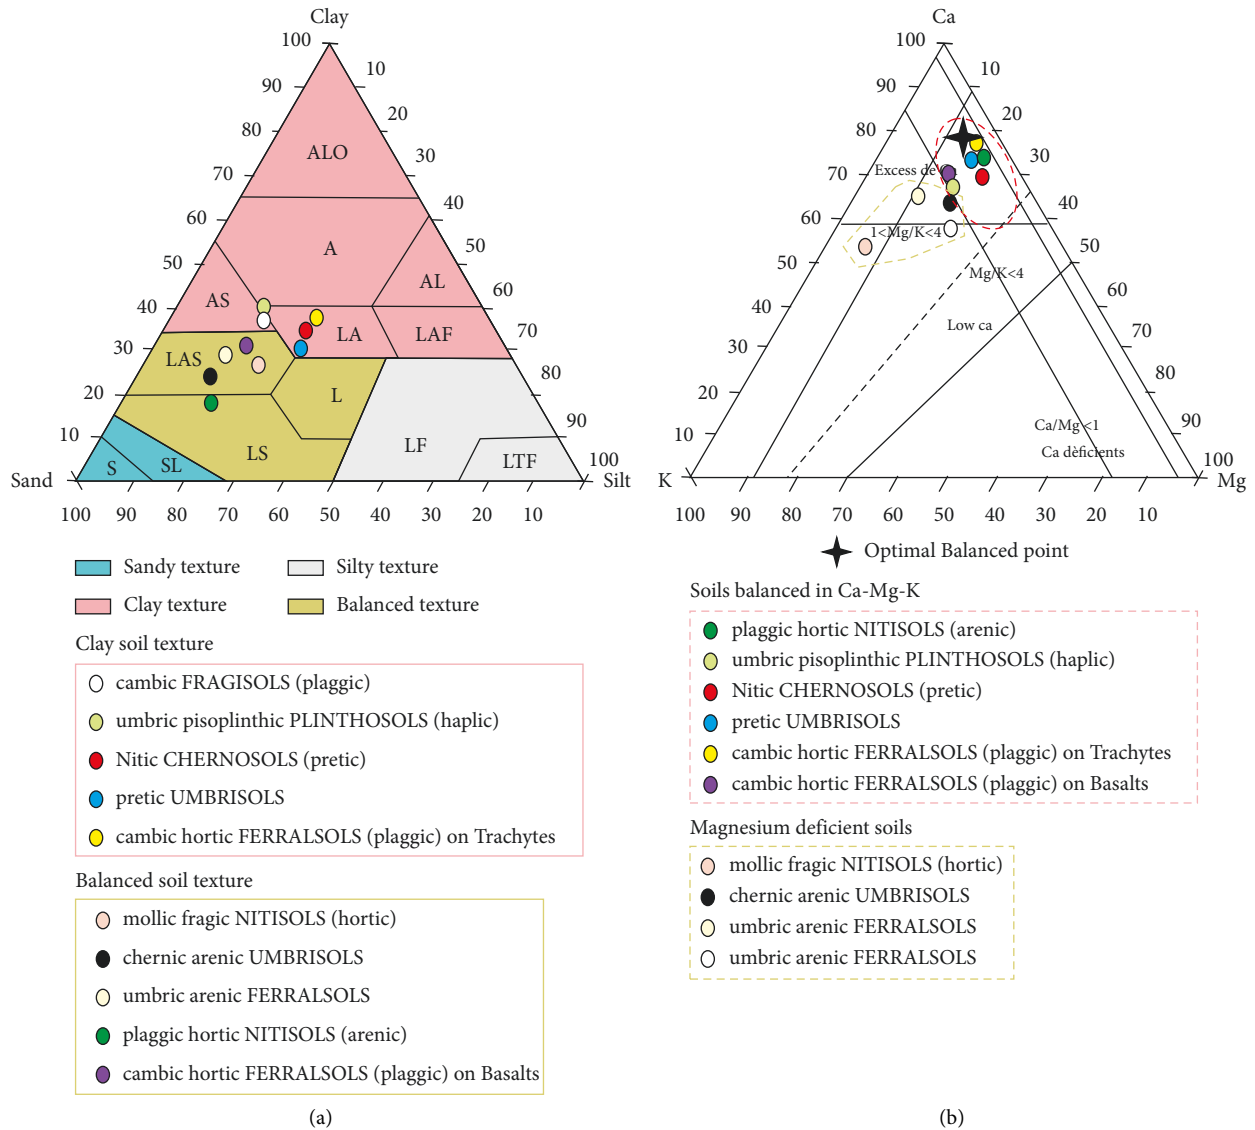 Clay
100
10
90
20
80
ALO
30
70
40
60
A
50
50
AL
60
AS
40
LA
LAF
70
30
LAS
80
20
L
90
10
LF
LS
LTF
S
SL
100
Sand
Silt
100 90 80 70 60 50 40 30 20 10
Sandy texture
Silty texture
Clay texture
Balanced texture
Clay soil texture
cambic FRAGISOLS (plaggic)
umbric pisoplinthic PLINTHOSOLS (haplic)
Nitic CHERNOSOLS (pretic)
pretic UMBRISOLS
cambic hortic FERRALSOLS (plaggic) on Trachytes
Balanced soil texture
mollic fragic NITISOLS (hortic)
chernic arenic UMBRISOLS
umbric arenic FERRALSOLS
plaggic hortic NITISOLS (arenic)
cambic hortic FERRALSOLS (plaggic) on Basalts
(a)
Ca
100
10
90
20
80
30
70
Excess de
40
60
1<Mg/K<4
50
50
Mg/K<4
60
40
Low ca
70
30
80
20
90
10
Ca/Mg <1
Ca dèficients
100
K
Mg
100 90 80 70 60 50 40 30 20 10
Optimal Balanced point
Soils balanced in Ca-Mg-K
plaggic hortic NITISOLS (arenic)
umbric pisoplinthic PLINTHOSOLS (haplic)
Nitic CHERNOSOLS (pretic)
pretic UMBRISOLS
cambic hortic FERRALSOLS (plaggic) on Trachytes
cambic hortic FERRALSOLS (plaggic) on Basalts
Magnesium deficient soils
mollic fragic NITISOLS (hortic)
chernic arenic UMBRISOLS
umbric arenic FERRALSOLS
umbric arenic FERRALSOLS
(b)